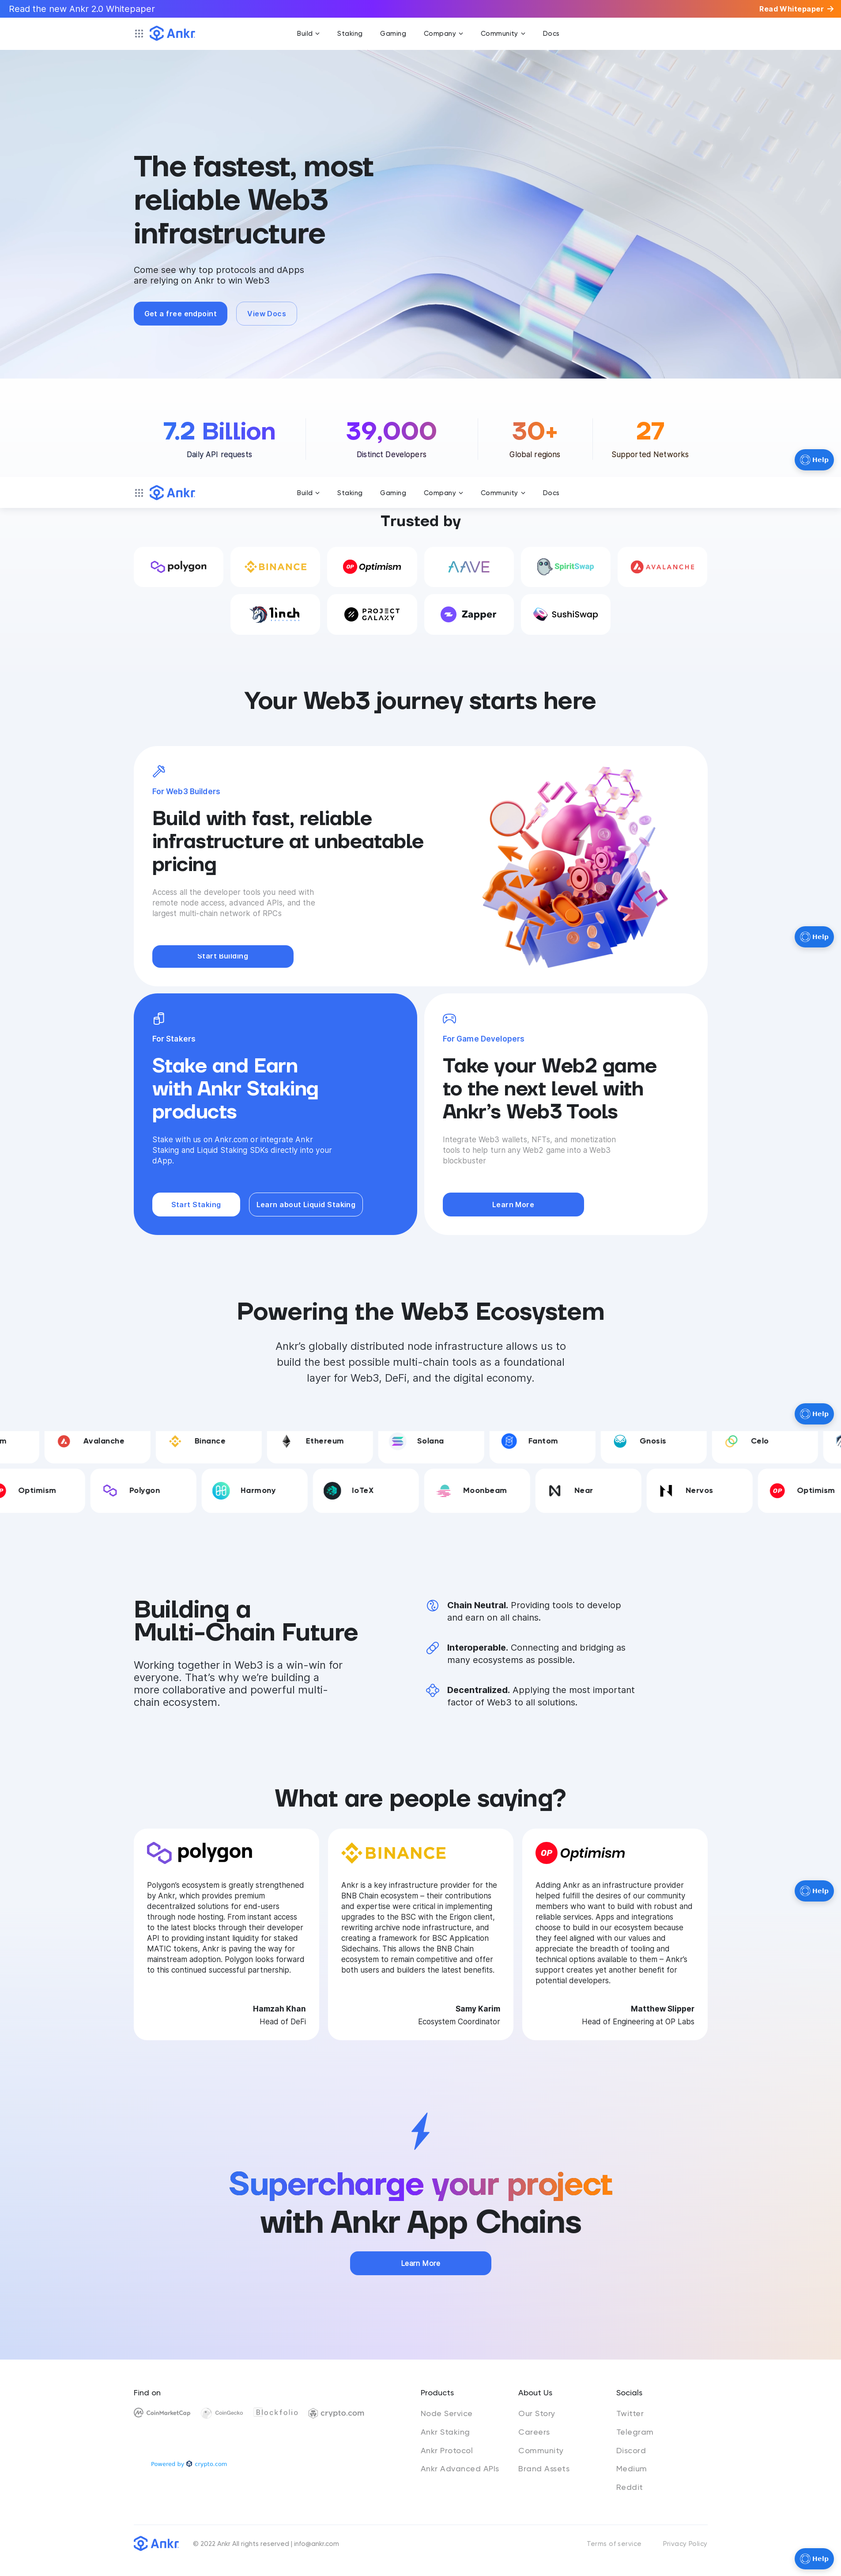 Read the new Ankr 2.0 Whitepaper
Read Whitepaper →
Ankr
Build
Staking
Gaming
Company
Community
Docs
The fastest, most
reliable Web3
infrastructure
Come see why top protocols and dApps
are relying on Ankr to win Web3
Get a free endpoint
View Docs
7.2 Billion
Daily API requests
39,000
Distinct Developers
30+
Global regions
27
Supported Networks
Help
Ankr
Build
Staking
Gaming
Company
Community
Docs
Trusted by
polygon
BINANCE
OP Optimism
AAVE
SpiritSwap
AVALANCHE
1inch
NETWORK
PROJECT
GALAXY
Zapper
SushiSwap
Your Web3 journey starts here
For Web3 Builders
Build with fast, reliable
infrastructure at unbeatable
pricing
Access all the developer tools you need with
remote node access, advanced APIs, and the
largest multi-chain network of RPCs
Start Building
Help
For Stakers
Stake and Earn
with Ankr Staking
products
Stake with us on Ankr.com or integrate Ankr
Staking and Liquid Staking SDKs directly into your
dApp.
Start Staking
Learn about Liquid Staking
For Game Developers
Take your Web2 game
to the next level with
Ankr's Web3 Tools
Integrate Web3 wallets, NFTs, and monetization
tools to help turn any Web2 game into a Web3
blockbuster
Learn More
Powering the Web3 Ecosystem
Ankr's globally distributed node infrastructure allows us to
build the best possible multi-chain tools as a foundational
layer for Web3, DeFi, and the digital economy.
Help
m
Avalanche
Binance
Ethereum
Solana
Fantom
Gnosis
Celo
OP Optimism
Polygon
Harmony
IoTeX
Moonbeam
Near
Nervos
OP Optimism
Building a
Multi-Chain Future
Working together in Web3 is a win-win for
everyone. That's why we're building a
more collaborative and powerful multi-
chain ecosystem.
Chain Neutral. Providing tools to develop
and earn on all chains.
Interoperable. Connecting and bridging as
many ecosystems as possible.
Decentralized. Applying the most important
factor of Web3 to all solutions.
What are people saying?
polygon
Polygon's ecosystem is greatly strengthened
by Ankr, which provides premium
decentralized solutions for end-users
through node hosting. From instant access
to the latest blocks through their developer
API to providing instant liquidity for staked
MATIC tokens, Ankr is paving the way for
mainstream adoption. Polygon looks forward
to this continued successful partnership.
Hamzah Khan
Head of DeFi
BINANCE
Ankr is a key infrastructure provider for the
BNB Chain ecosystem – their contributions
and expertise were critical in implementing
upgrades to the BSC with the Erigon client,
rewriting archive node infrastructure, and
creating a framework for BSC Application
Sidechains. This allows the BNB Chain
ecosystem to remain competitive and offer
both users and builders the latest benefits.
Samy Karim
Ecosystem Coordinator
OP Optimism
Adding Ankr as an infrastructure provider
helped fulfill the desires of our community
members who want to build with robust and
reliable services. Apps and integrations
choose to build in our ecosystem because
they feel aligned with our values and
appreciate the breadth of tooling and
technical options available to them – Ankr's
support creates yet another benefit for
potential developers.
Matthew Slipper
Head of Engineering at OP Labs
Help
Supercharge your project
with Ankr App Chains
Learn More
Find on
CoinMarketCap
CoinGecko
Blockfolio
crypto.com
Powered by crypto.com
Products
Node Service
Ankr Staking
Ankr Protocol
Ankr Advanced APIs
About Us
Our Story
Careers
Community
Brand Assets
Socials
Twitter
Telegram
Discord
Medium
Reddit
Ankr
© 2022 Ankr All rights reserved | info@ankr.com
Terms of service
Privacy Policy
Help